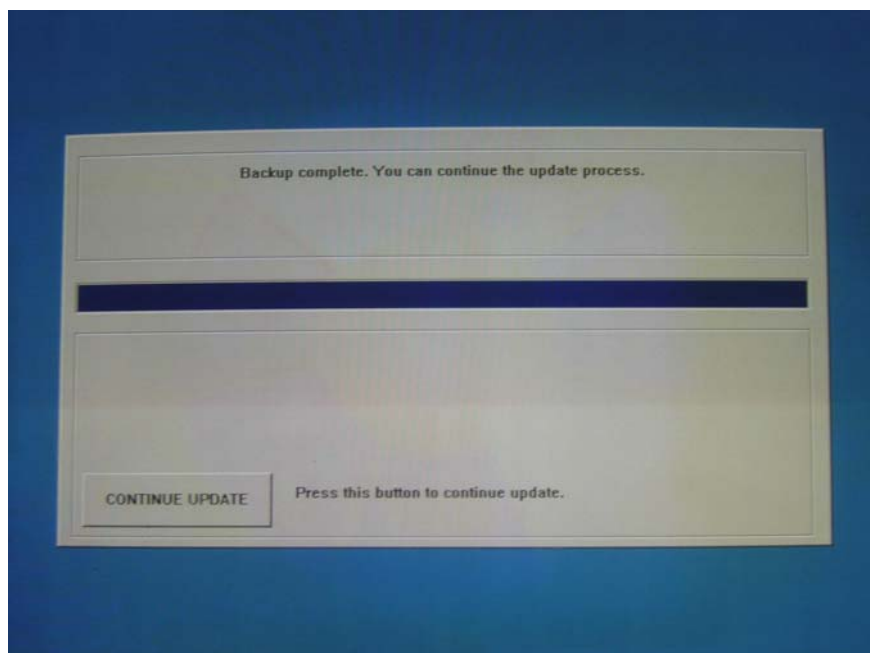 Backup complete. You can continue the update process.
CONTINUE UPDATE
Press this button to continue update.